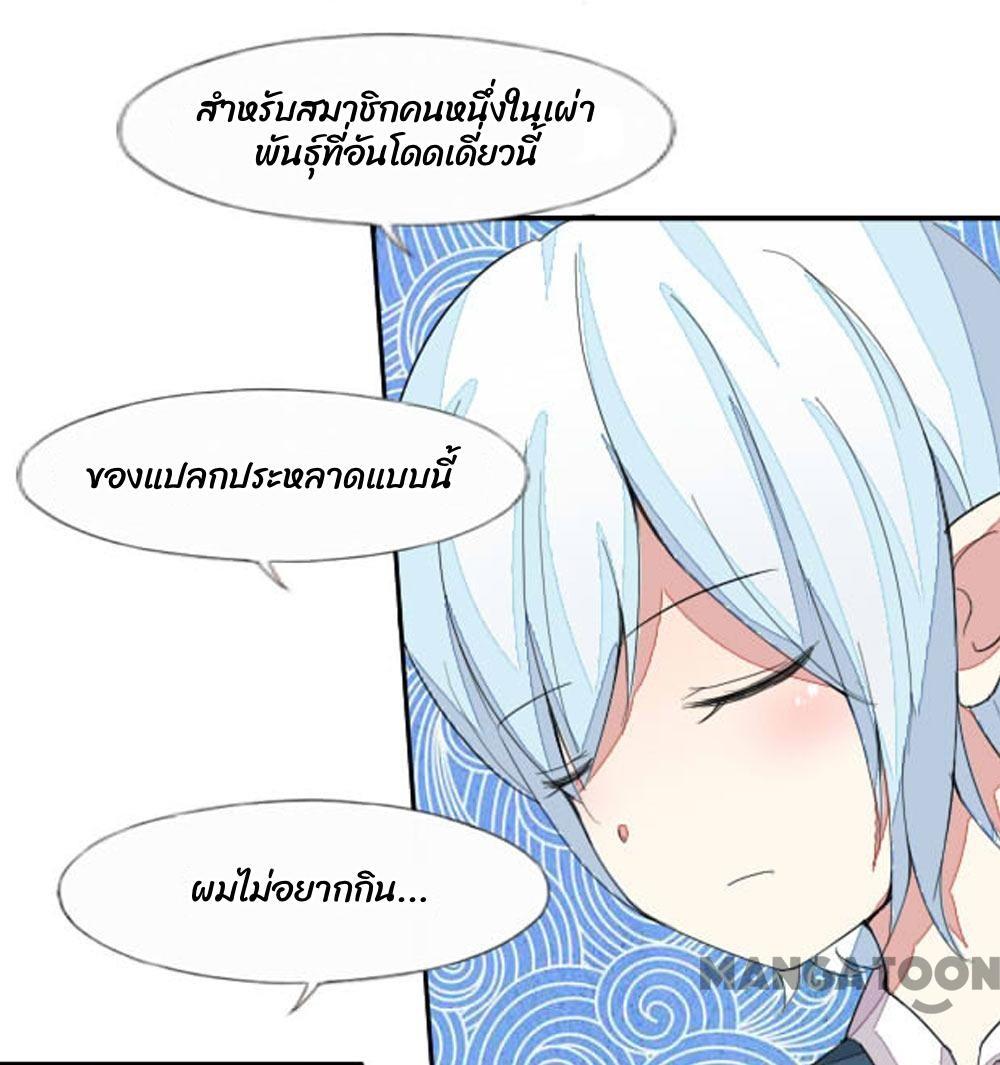 สำหรับสมาชิกคนหนึ่งในเผ่า
พันธุ์ที่อันโดดเดี่ยวนี้
ของแปลกประหลาดแบบนี้
ผมไม่อยากกิน...
MANGATOON